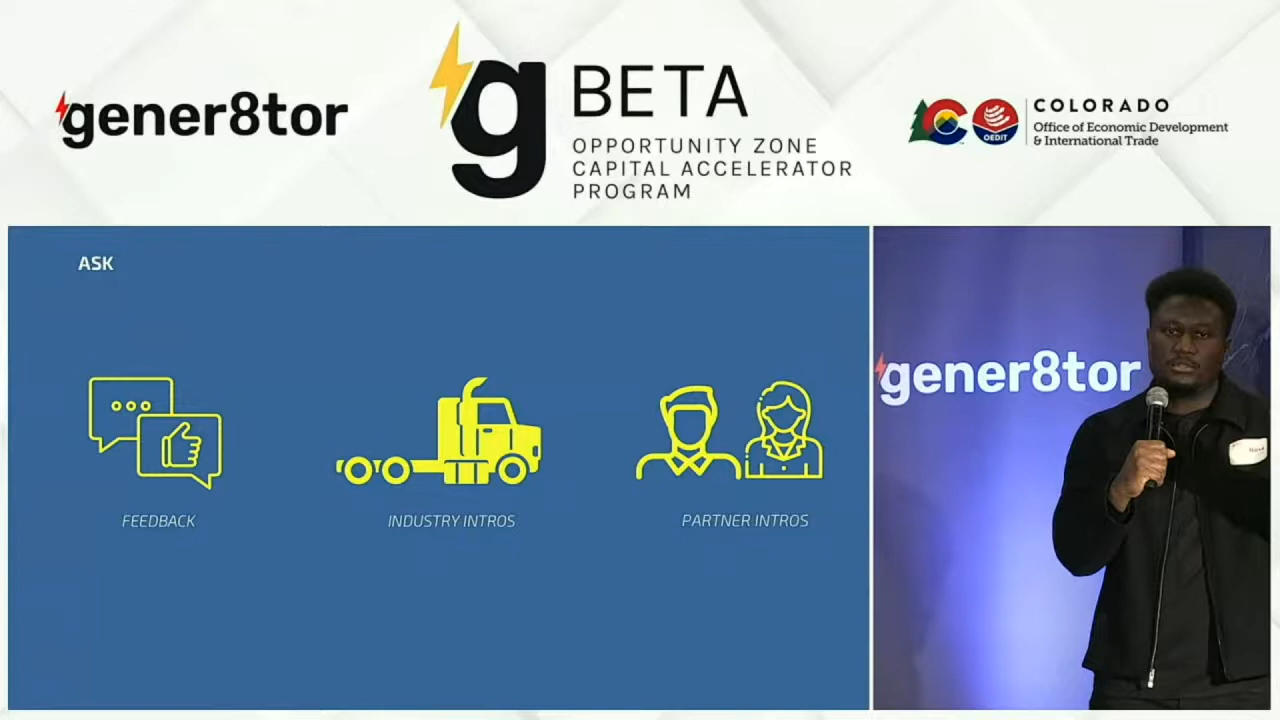 gener8tor
g BETA
OPPORTUNITY ZONE
CAPITAL ACCELERATOR
PROGRAM
C
OEDIT
COLORADO
Office of Economic Development
& International Trade
ASK
FEEDBACK
INDUSTRY INTROS
PARTNER INTROS
gener8tor